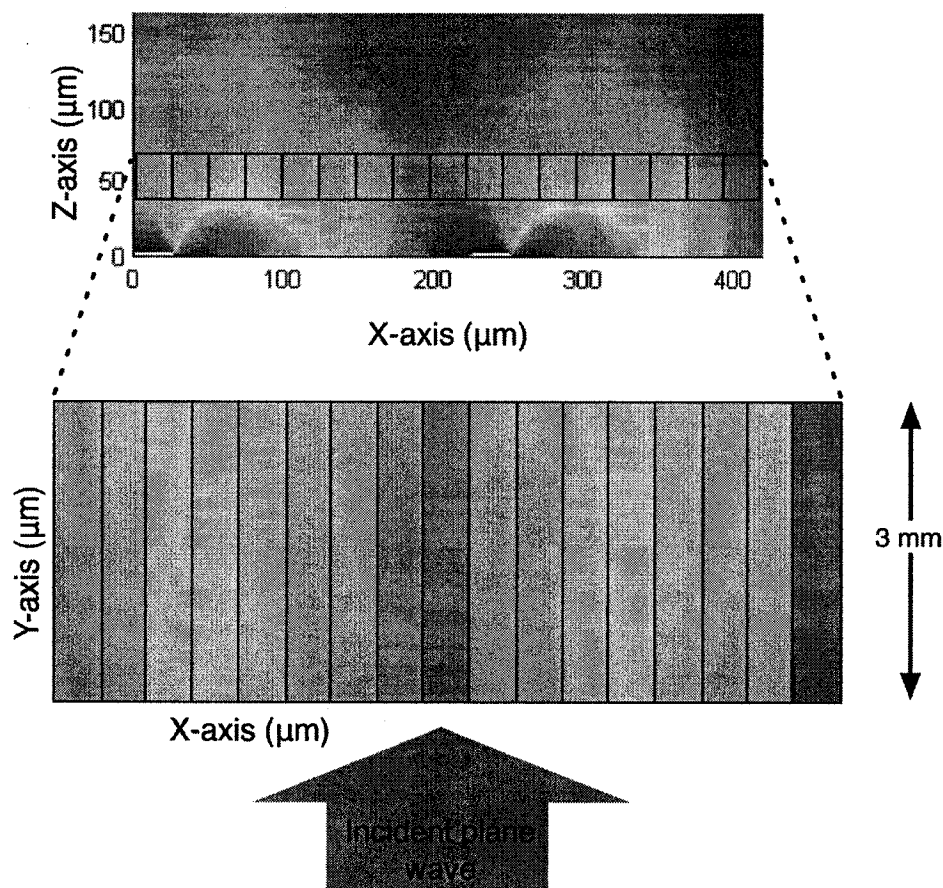 Z-axis (µm)
150
100
50
0
0
100
200
300
400
X-axis (µm)
Y-axis (µm)
3 mm
X-axis (µm)
Incident plane
wave